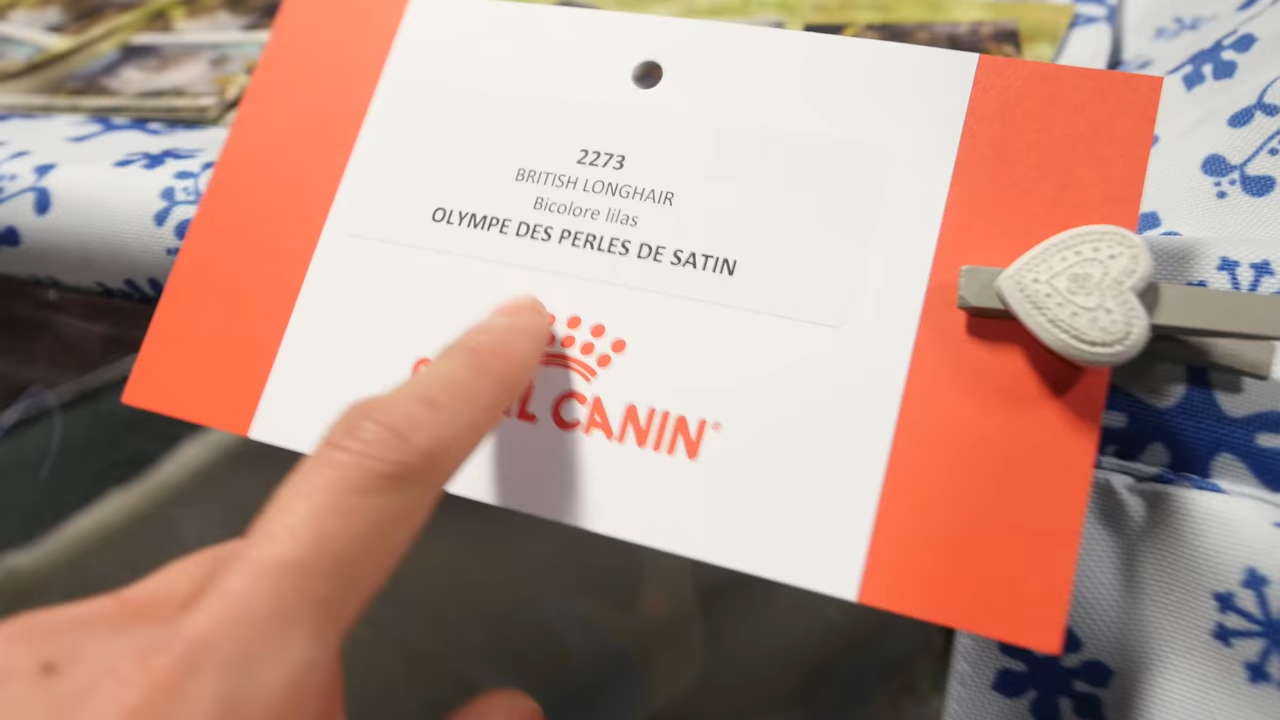 2273
BRITISH LONGHAIR
Bicolore lilas
OLYMPE DES PERLES DE SATIN
CANIN®